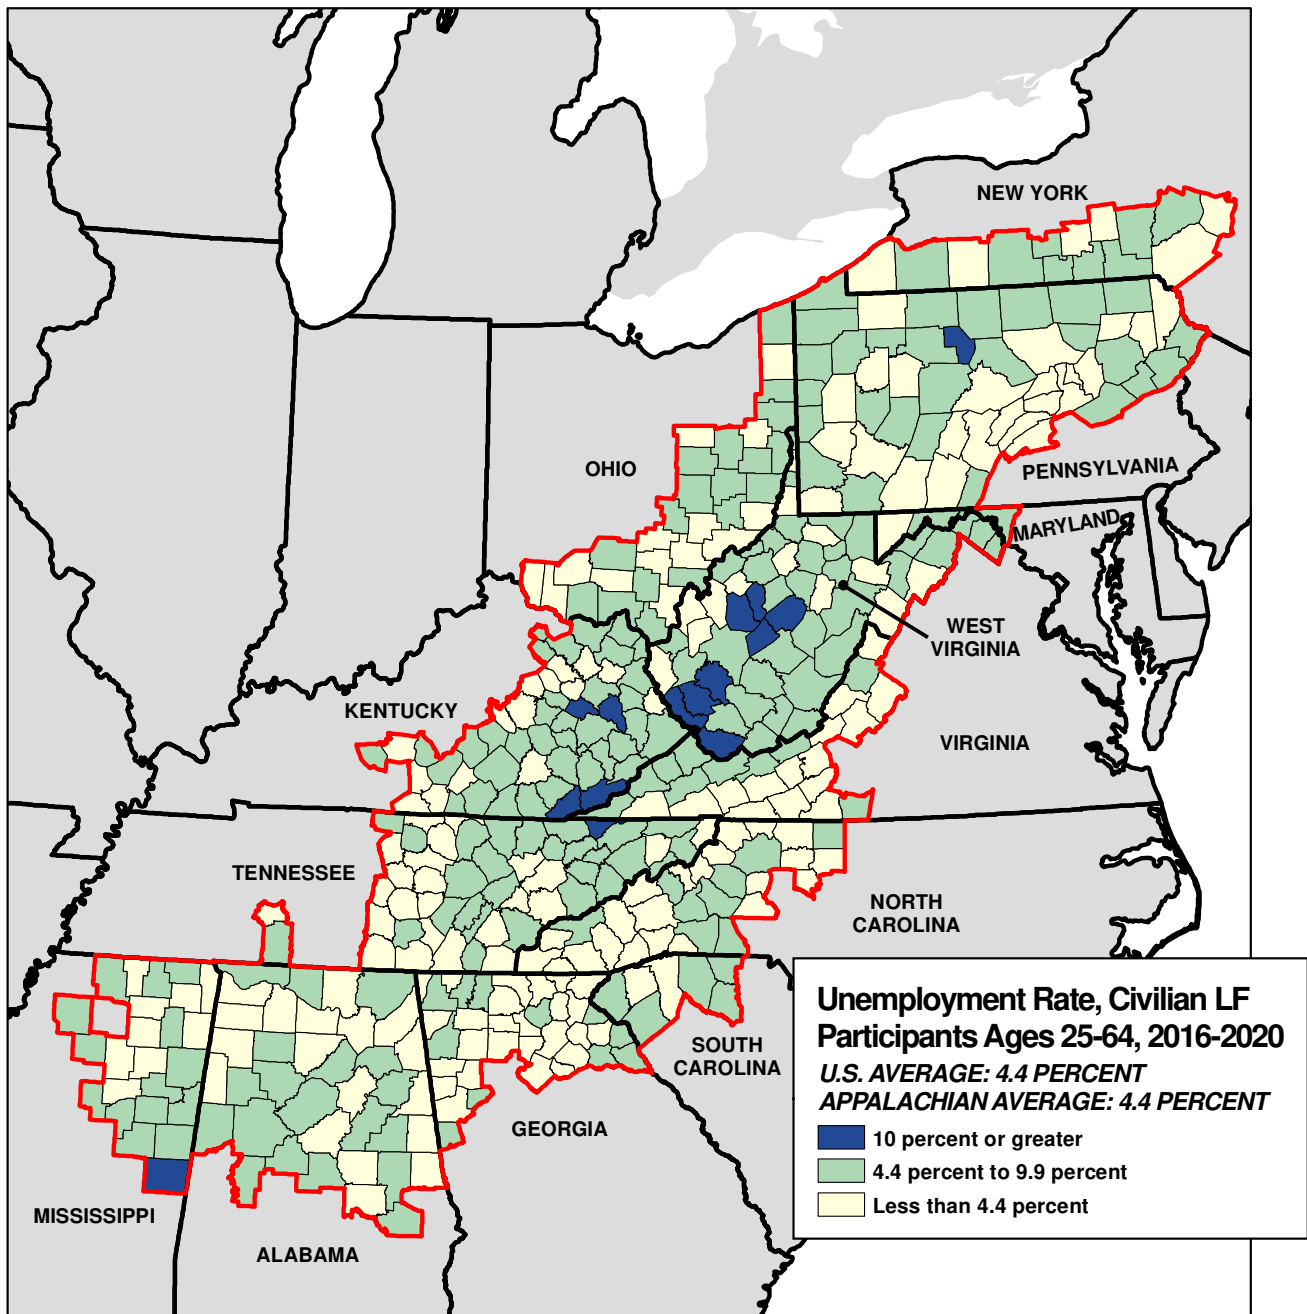 NEW YORK
OHIO
PENNSYLVANIA
MARYLAND
WEST
VIRGINIA
KENTUCKY
VIRGINIA
TENNESSEE
NORTH
CAROLINA
SOUTH
CAROLINA
GEORGIA
MISSISSIPPI
ALABAMA
Unemployment Rate, Civilian LF
Participants Ages 25-64, 2016-2020
U.S. AVERAGE: 4.4 PERCENT
APPALACHIAN AVERAGE: 4.4 PERCENT
10 percent or greater
4.4 percent to 9.9 percent
Less than 4.4 percent